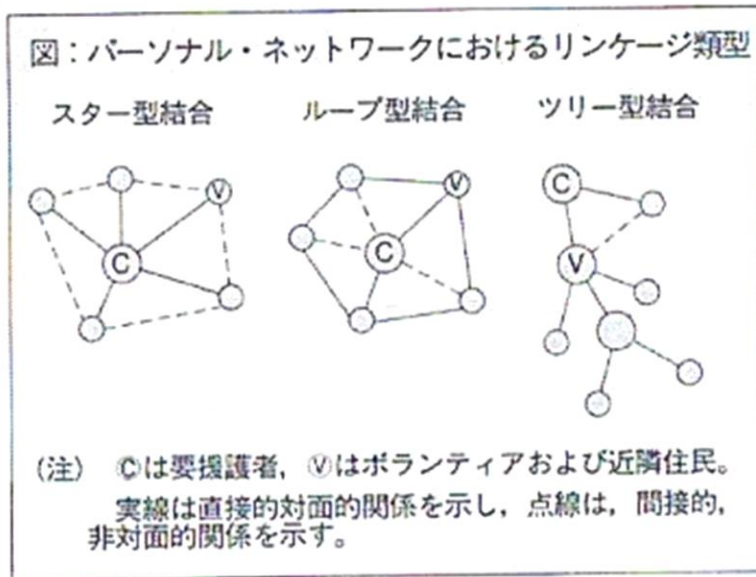 図：パーソナル・ネットワークにおけるリンケージ類型
スター型結合 ループ型結合 ツリー型結合
V
C
V
C
C
V
(注) Ⓒは要援護者，Ⓥはボランティアおよび近隣住民。
実線は直接的対面的関係を示し，点線は，間接的，
非対面的関係を示す。